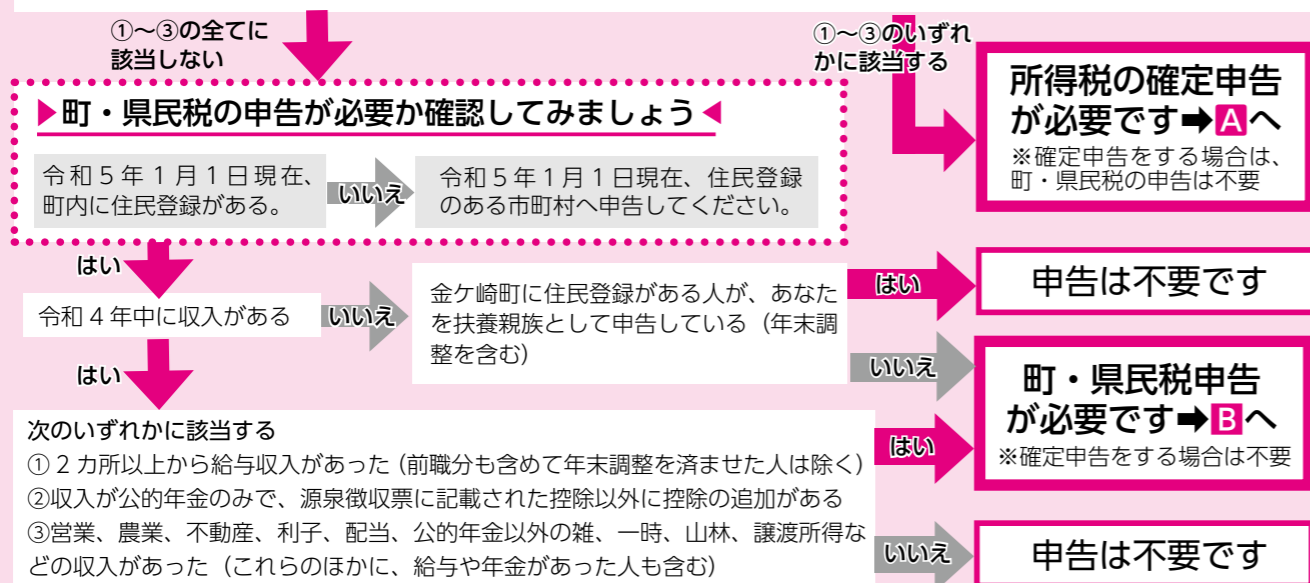 ①～③の全てに
該当しない
①～③のいずれ
かに該当する
所得税の確定申告
が必要です➡Aへ
※確定申告をする場合は、
町・県民税の申告は不要
▶町・県民税の申告が必要か確認してみましょう◀
令和５年１月１日現在、
町内に住民登録がある。
いいえ
令和５年１月１日現在、住民登録
のある市町村へ申告してください。
はい
令和４年中に収入がある
いいえ
金ケ崎町に住民登録がある人が、あなた
を扶養親族として申告している（年末調
整を含む）
はい
申告は不要です
いいえ
町・県民税申告
が必要です➡Bへ
※確定申告をする場合は不要
はい
次のいずれかに該当する
①２カ所以上から給与収入があった（前職分も含めて年末調整を済ませた人は除く）
②収入が公的年金のみで、源泉徴収票に記載された控除以外に控除の追加がある
③営業、農業、不動産、利子、配当、公的年金以外の雑、一時、山林、譲渡所得な
どの収入があった（これらのほかに、給与や年金があった人も含む）
はい
いいえ
申告は不要です